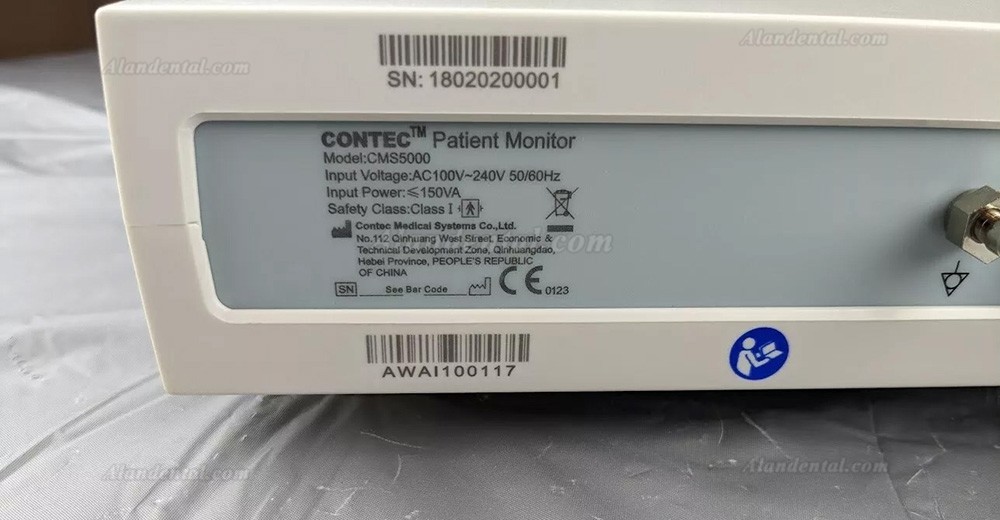 Alandental.com
Alandental.com
SN: 18020200001
CONTEC™ Patient Monitor
Model:CMS5000
Input Voltage:AC100V~240V 50/60Hz
Input Power:≤150VA
Safety Class:Class I
Contec Medical Systems Co.,Ltd.
No.112 Qinhuang West Street, Economic &
Technical Development Zone, Qinhuangdao,
Hebei Province, PEOPLE'S REPUBLIC
OF CHINA
SN See Bar Code CE 0123
AWAI100117
Alandental.com
Alandental.com